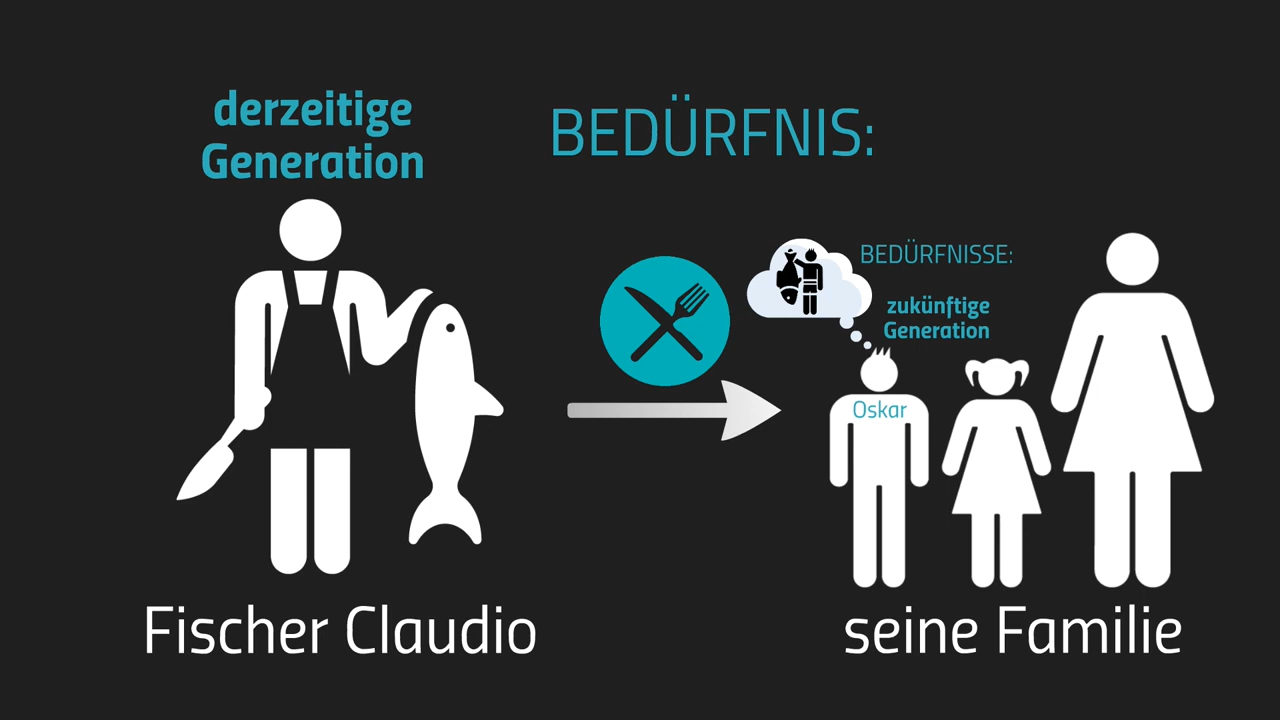 derzeitige
Generation
BEDÜRFNIS:
BEDÜRFNISSE:
zukünftige
Generation
Oskar
Fischer Claudio
seine Familie